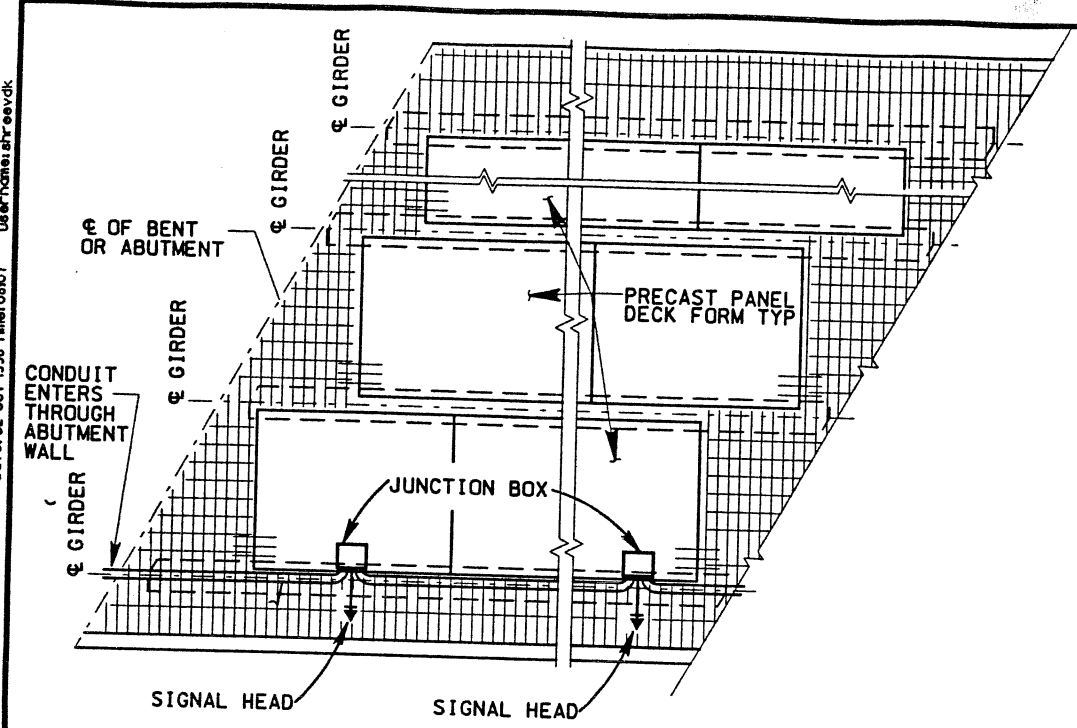 ℄ GIRDER
℄ GIRDER
℄ OF BENT
OR ABUTMENT
PRECAST PANEL
DECK FORM TYP
℄ GIRDER
CONDUIT
ENTERS
THROUGH
ABUTMENT
WALL
℄ GIRDER
JUNCTION BOX
SIGNAL HEAD
SIGNAL HEAD